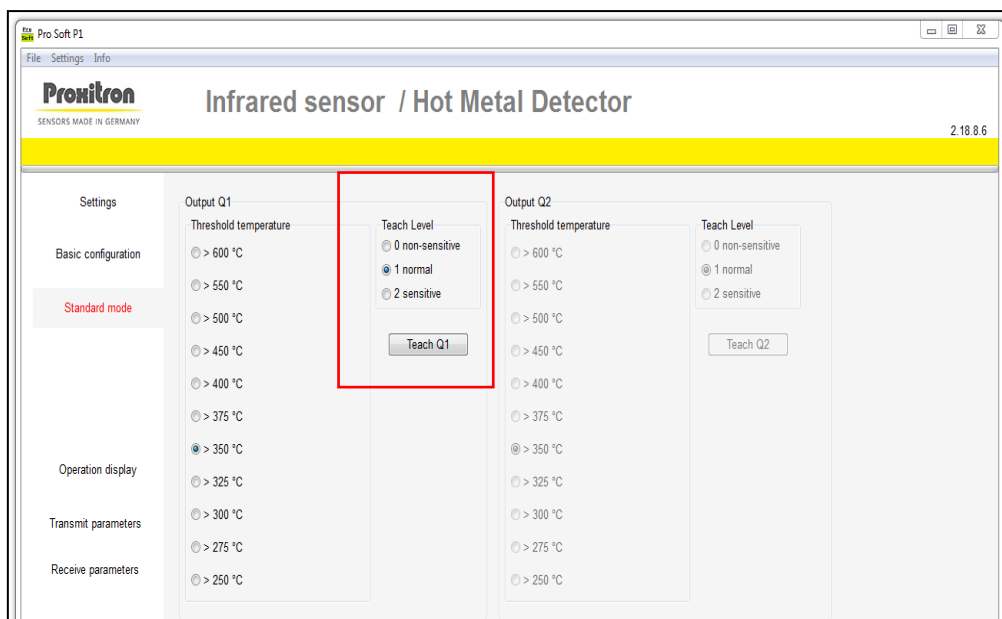 Pro Soft
Pro Soft P1
File Settings Info
Proxitron
SENSORS MADE IN GERMANY
Infrared sensor / Hot Metal Detector
2.18.8.6
Settings
Basic configuration
Standard mode
Operation display
Transmit parameters
Receive parameters
Output Q1
Threshold temperature
> 600 °C
> 550 °C
> 500 °C
> 450 °C
> 400 °C
> 375 °C
> 350 °C
> 325 °C
> 300 °C
> 275 °C
> 250 °C
Teach Level
0 non-sensitive
1 normal
2 sensitive
Teach Q1
Output Q2
Threshold temperature
> 600 °C
> 550 °C
> 500 °C
> 450 °C
> 400 °C
> 375 °C
> 350 °C
> 325 °C
> 300 °C
> 275 °C
> 250 °C
Teach Level
0 non-sensitive
1 normal
2 sensitive
Teach Q2